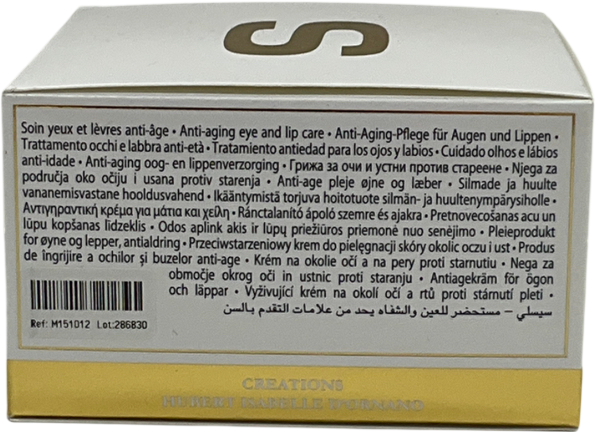 S
Soin yeux et lèvres anti-âge • Anti-aging eye and lip care • Anti-Aging-Pflege für Augen und Lippen •
Trattamento occhi e labbra anti-età • Tratamiento antiedad para los ojos y labios • Cuidado olhos e lábios
anti-idade • Anti-aging oog- en lippenverzorging • Грижа за очи и устни против стареене • Njega za
područja oko očiju i usana protiv starenja • Anti-age pleje øjne og læber • Silmade ja huulte
vananemisvastane hooldusvahend • Ikääntymistä torjuva hoitotuote silmän- ja huultenympärysiholle •
Αντιγηραντική κρέμα για μάτια και χείλη • Ránctalanító ápoló szemre és ajakra • Pretnovecošanas acu un
lūpu kopšanas līdzeklis • Odos aplink akis ir lūpų priežiūros priemonė nuo senėjimo • Pleieprodukt
for øyne og lepper, antialdring • Przeciwstarzeniowy krem do pielęgnacji skóry okolic oczu i ust • Produs
de îngrijire a ochilor și buzelor anti-age • Krém na okolie očí a na pery proti starnutiu • Nega za
območje okrog oči in ustnic proti staranju • Antiagekräm för ögon
och läppar • Vyživující krém na okolí očí a rtů proti stárnutí pleti •
سيسلي – مستحضر للعين والشفاه يحد من علامات التقدم بالسن
Ref: M151012 Lot:286830
CREATIONS
HUBERT ISABELLE D'ORNANO